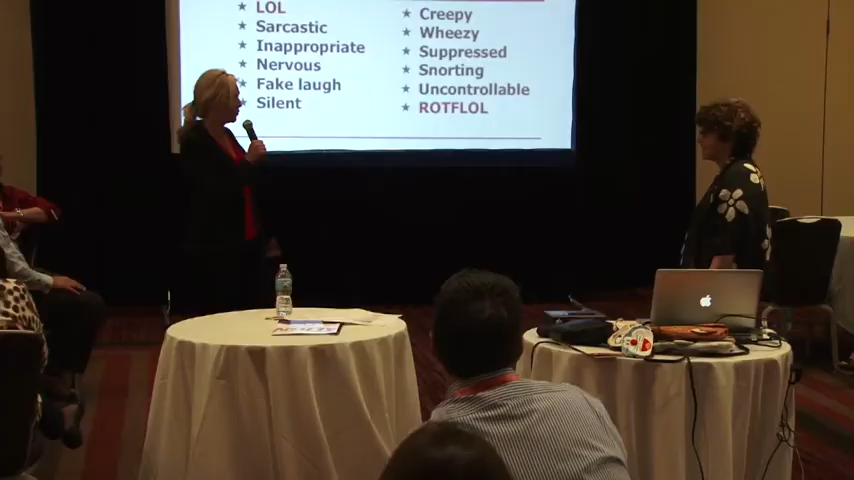 LOL
Sarcastic
Inappropriate
Nervous
Fake laugh
Silent
Creepy
Wheezy
Suppressed
Snorting
Uncontrollable
ROTFLOL